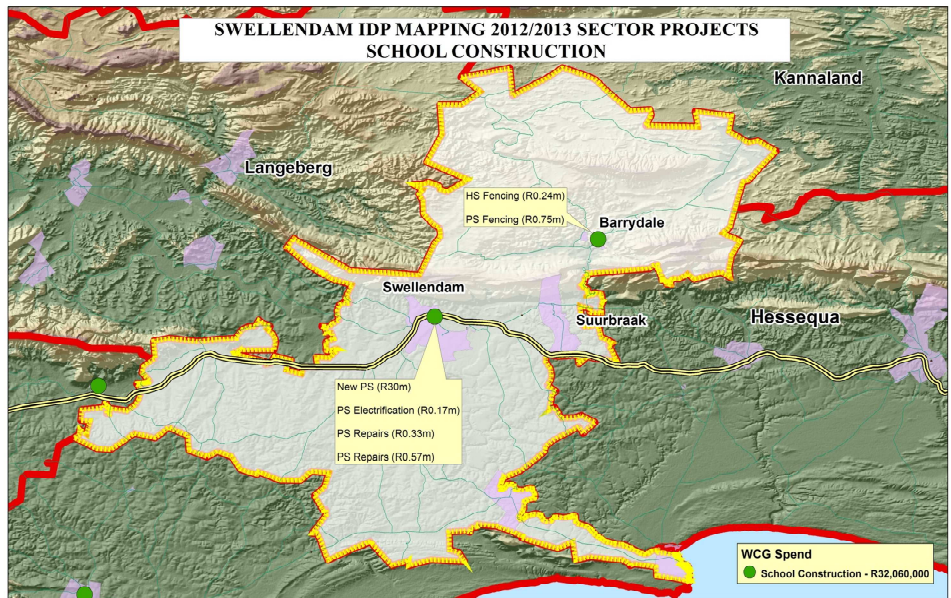 SWELLENDAM IDP MAPPING 2012/2013 SECTOR PROJECTS
SCHOOL CONSTRUCTION
Kannaland
Langeberg
HS Fencing (R0.24m)
PS Fencing (R0.75m)
Barrydale
Swellendam
Suurbraak
Hessequa
New PS (R30m)
PS Electrification (R0.17m)
PS Repairs (R0.33m)
PS Repairs (R0.57m)
WCG Spend
School Construction - R32,060,000